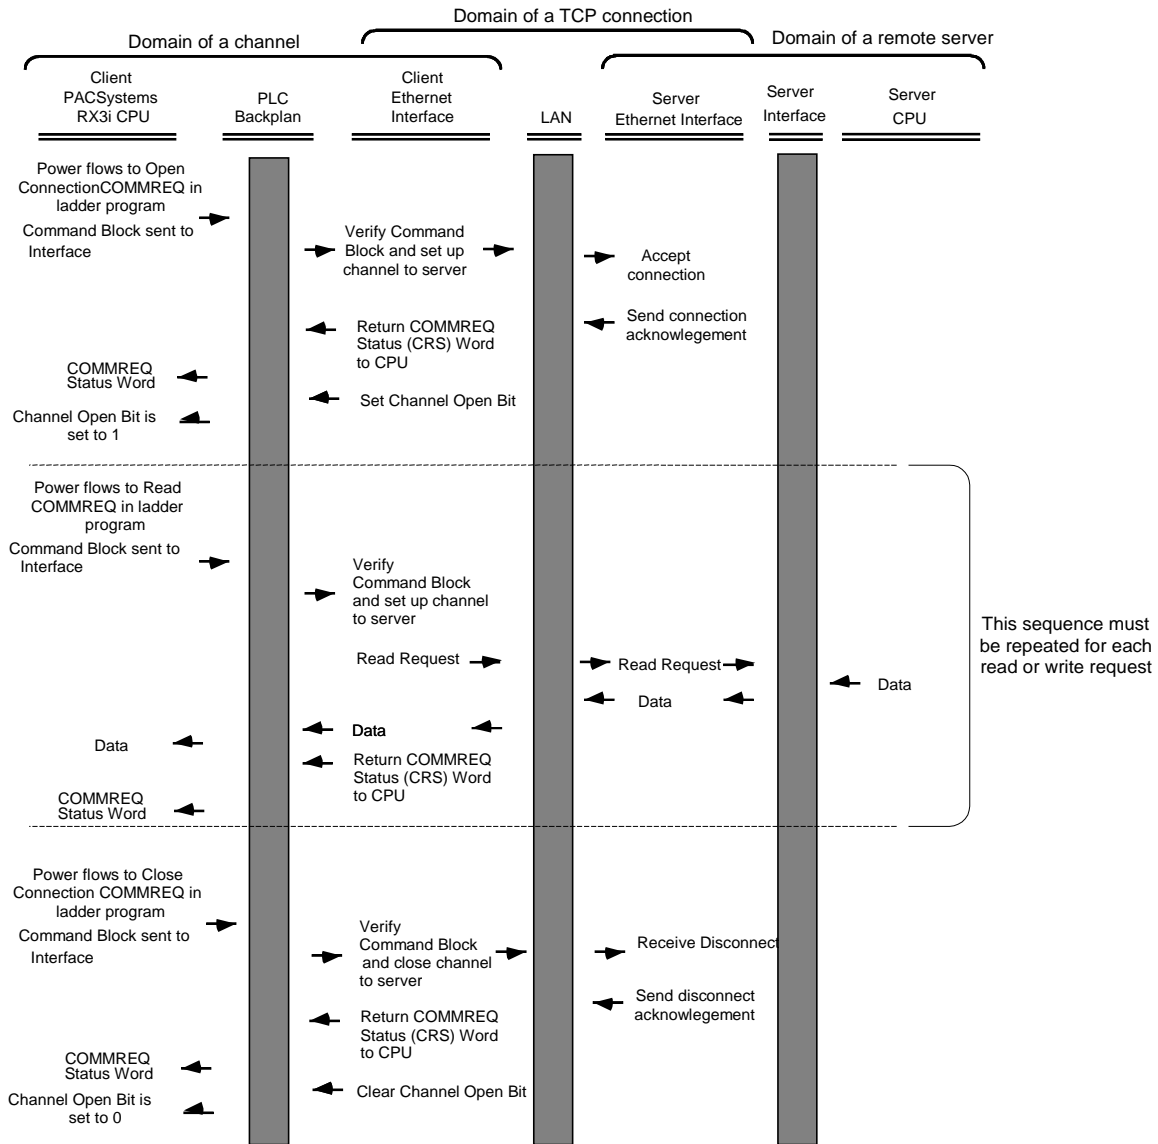 Domain of a TCP connection
Domain of a channel
Domain of a remote server
Client
PACSystems
RX3i CPU
PLC
Backplan
Client
Ethernet
Interface
LAN
Server
Ethernet Interface
Server
Interface
Server
CPU
Power flows to Open
ConnectionCOMMREQ in
ladder program
Command Block sent to
Interface
Verify Command
Block and set up
channel to server
Accept
connection
Send connection
acknowlegement
Return COMMREQ
Status (CRS) Word
to CPU
COMMREQ
Status Word
Set Channel Open Bit
Channel Open Bit is
set to 1
Power flows to Read
COMMREQ in ladder
program
Command Block sent to
Interface
Verify
Command Block
and set up channel
to server
Read Request
Read Request
Data
Data
Data
Data
Return COMMREQ
Status (CRS) Word
to CPU
COMMREQ
Status Word
This sequence must
be repeated for each
read or write request
Power flows to Close
Connection COMMREQ in
ladder program
Command Block sent to
Interface
Verify
Command Block
and close channel
to server
Receive Disconnect
Send disconnect
acknowlegement
Return COMMREQ
Status (CRS) Word
to CPU
COMMREQ
Status Word
Clear Channel Open Bit
Channel Open Bit is
set to 0